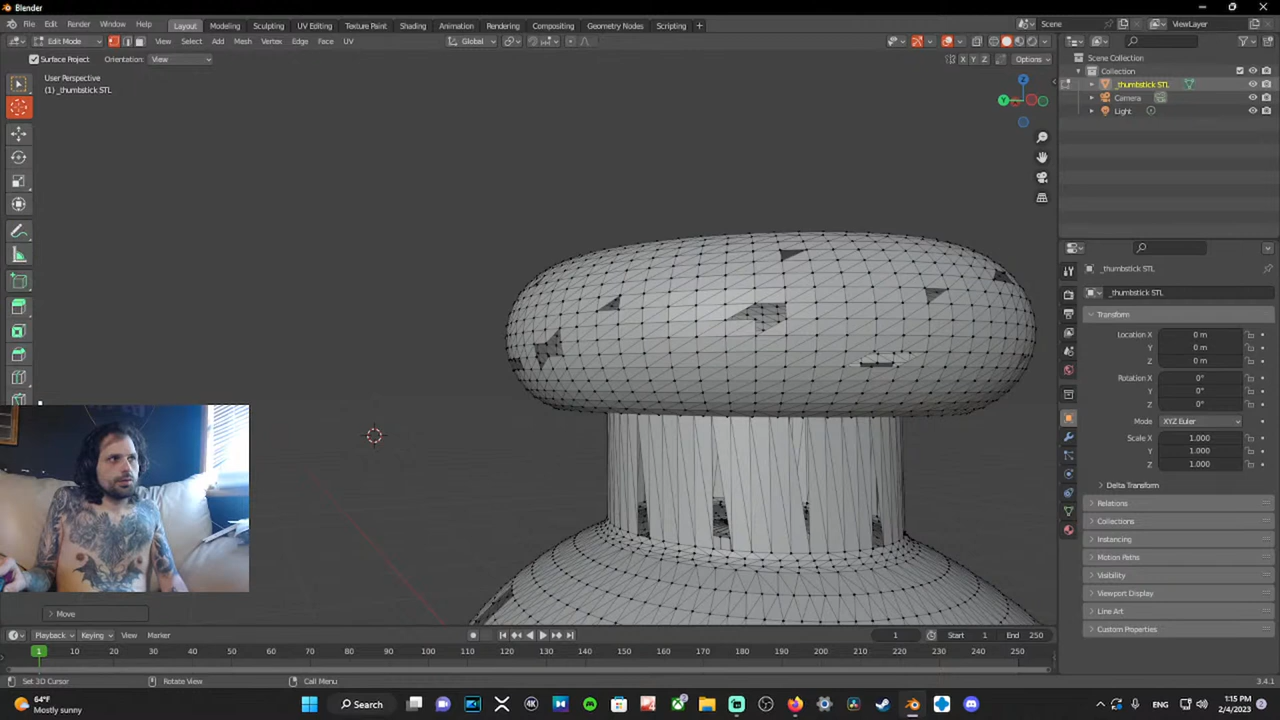 Blender
File Edit Render Window Help Layout Modeling Sculpting UV Editing Texture Paint Shading Animation Rendering Compositing Geometry Nodes Scripting + Scene ViewLayer
Edit Mode View Select Add Mesh Vertex Edge Face UV Global
Surface Project Orientation: View X Y Z Options
User Perspective
(1) _thumbstick STL
Z
Y
Scene Collection
Collection
_thumbstick STL
Camera
Light
_thumbstick STL
_thumbstick STL
Transform
Location X 0 m
Y 0 m
Z 0 m
Rotation X 0°
Y 0°
Z 0°
Mode XYZ Euler
Scale X 1.000
Y 1.000
Z 1.000
Delta Transform
Relations
Collections
Instancing
Motion Paths
Visibility
Viewport Display
Line Art
Custom Properties
Move
Playback Keying View Marker 1 Start 1 End 250
1 10 20 30 40 50 60 70 80 90 100 110 120 130 140 150 160 170 180 190 200 210 220 230 240 250
Set 3D Cursor Rotate View Call Menu 3.4.1
64°F
Mostly sunny
Search
ENG
1:15 PM
2/4/2023